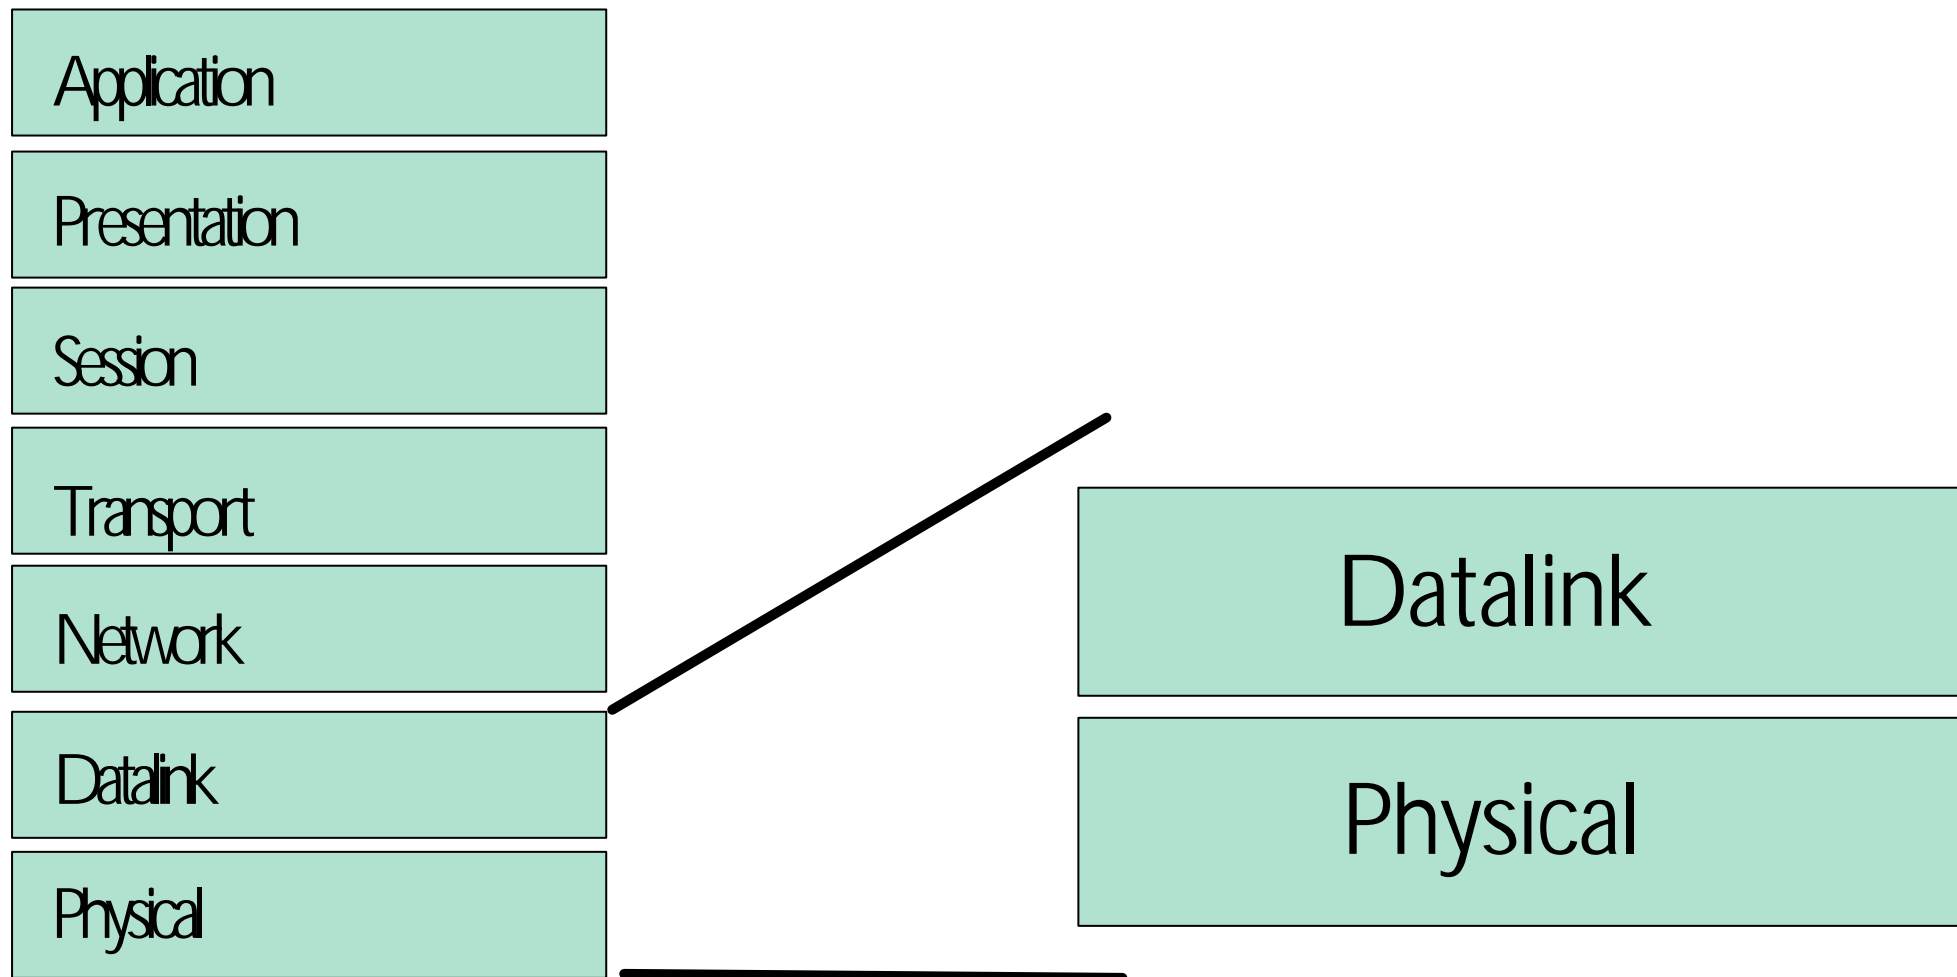 Application
Presentation
Session
Transport
Network
Datalink
Physical
Datalink
Physical